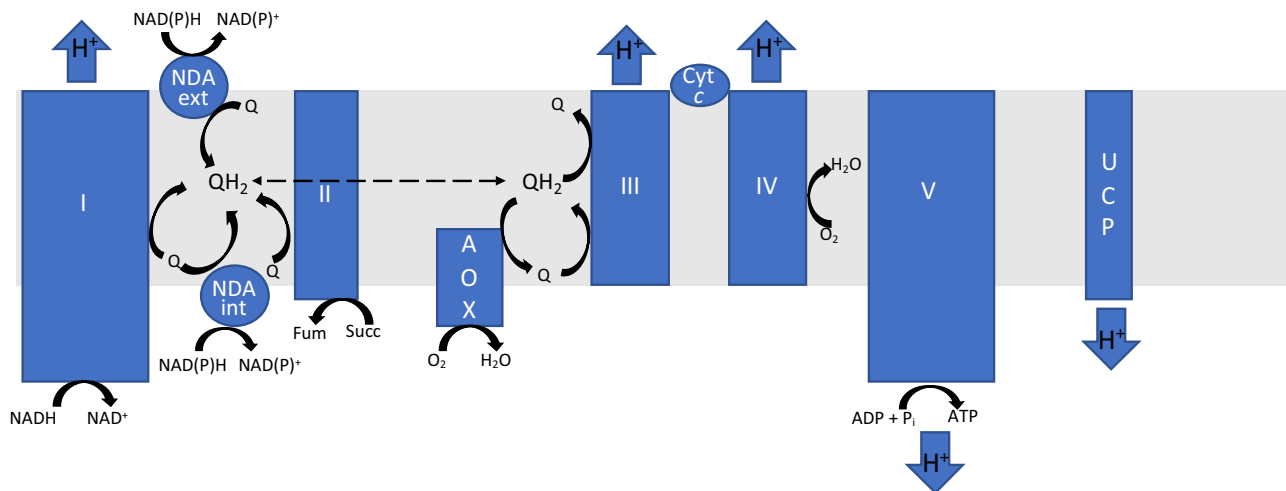 NAD(P)H NAD(P)⁺
H⁺
H⁺
H⁺
NDA
ext
Cyt
c
Q
Q
I
QH₂
II
QH₂
III
IV
H₂O
O₂
V
U
C
P
Q
Q
NDA
int
A
O
X
Q
Fum Succ
NAD(P)H NAD(P)⁺
O₂ H₂O
H⁺
NADH NAD⁺
ADP + Pᵢ ATP
H⁺